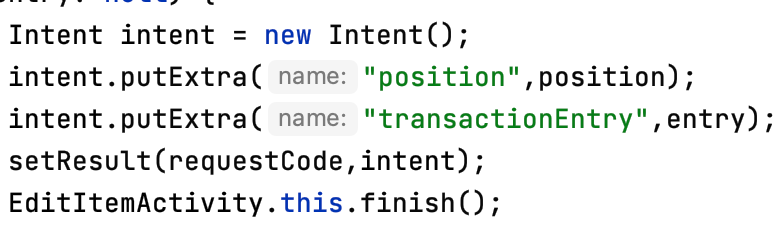 Intent intent = new Intent();
intent.putExtra( name: "position",position);
intent.putExtra( name: "transactionEntry",entry);
setResult(requestCode,intent);
EditItemActivity.this.finish();